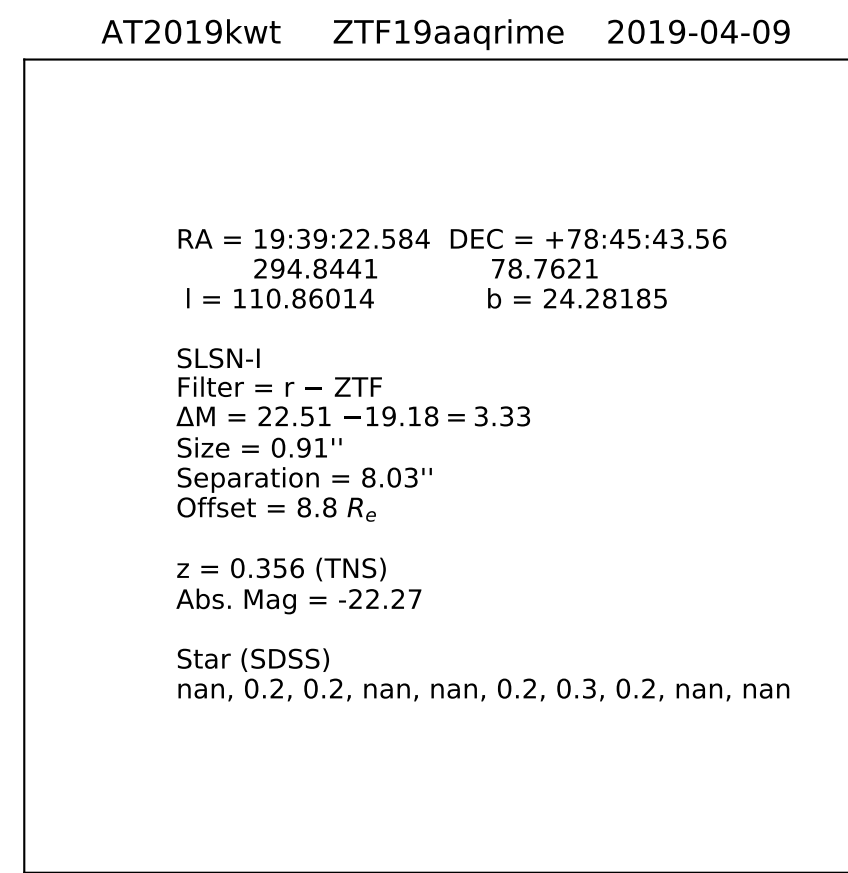 AT2019kwt ZTF19aaqrime 2019-04-09
RA = 19:39:22.584 DEC = +78:45:43.56
294.8441 78.7621
l = 110.86014 b = 24.28185
SLSN-I
Filter = r − ZTF
ΔM = 22.51 −19.18 = 3.33
Size = 0.91''
Separation = 8.03''
Offset = 8.8 Rₑ
z = 0.356 (TNS)
Abs. Mag = -22.27
Star (SDSS)
nan, 0.2, 0.2, nan, nan, 0.2, 0.3, 0.2, nan, nan